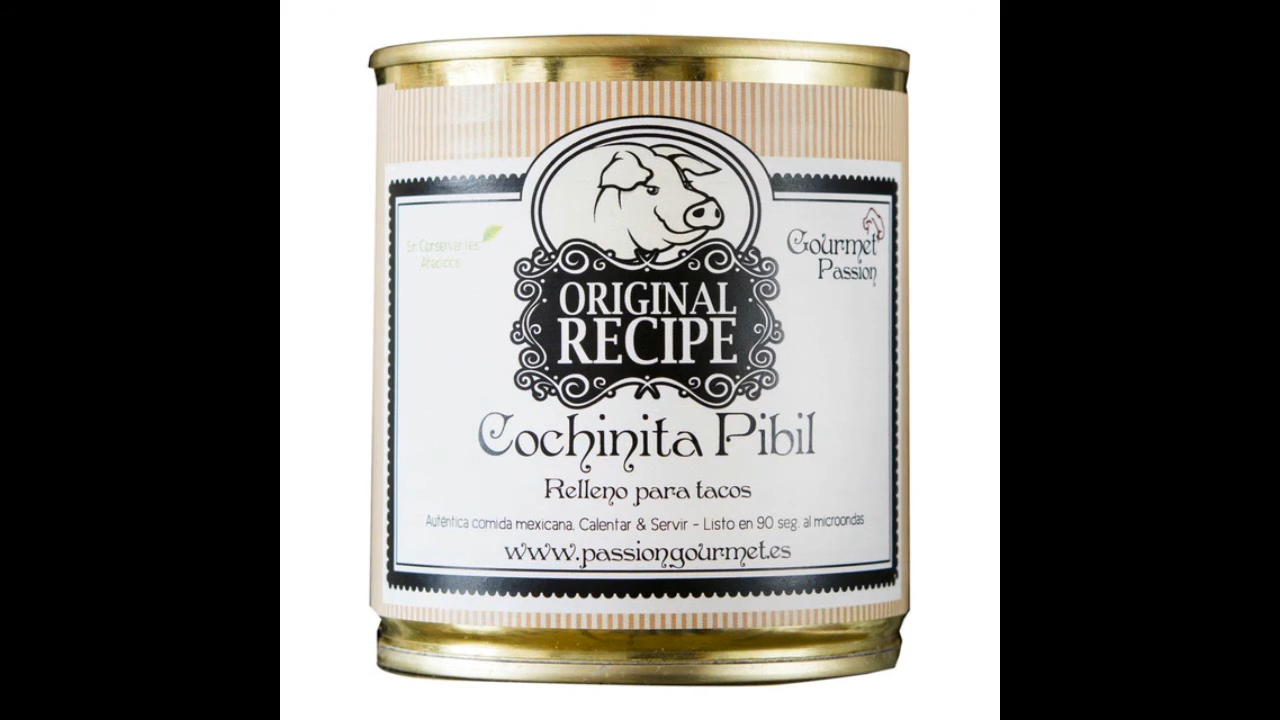 Sin Conservantes
Añadidos
Gourmet
Passion
ORIGINAL
RECIPE
Cochinita Pibil
Relleno para tacos
Auténtica comida mexicana. Calentar & Servir - Listo en 90 seg. al microondas
www.passiongourmet.es